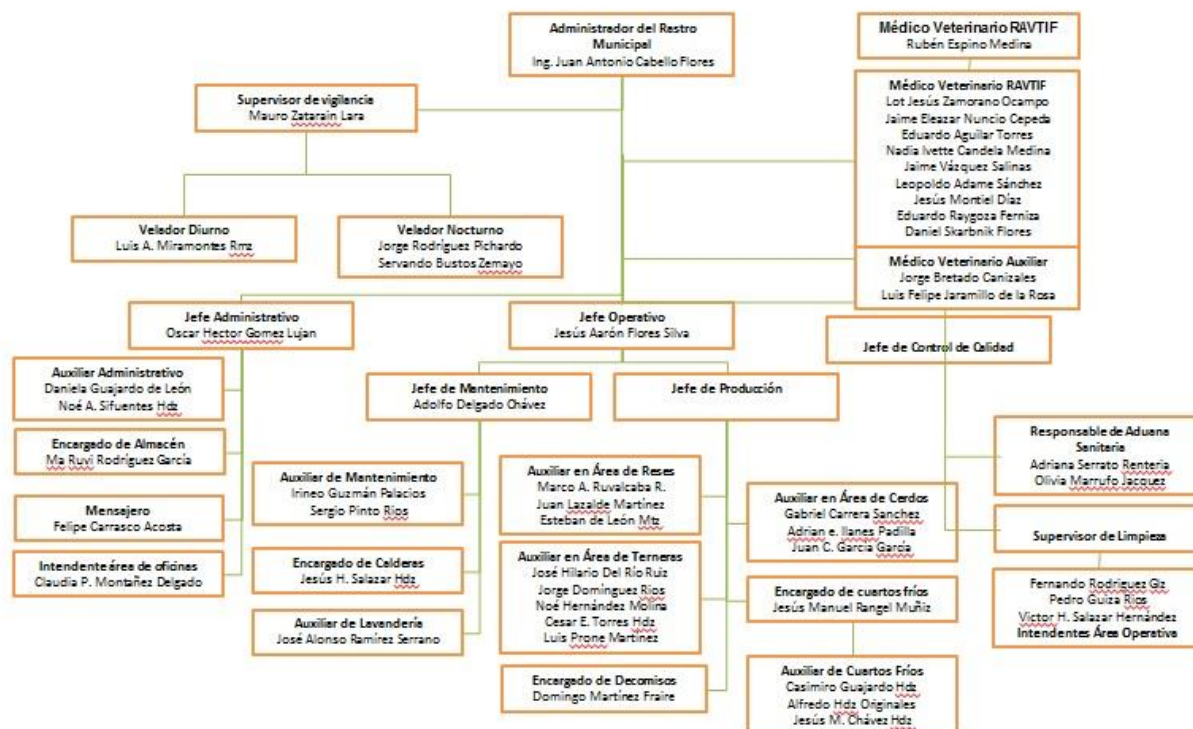 Administrador del Rastro
Municipal
Ing. Juan Antonio Cabello Flores
Médico Veterinario RAVTIF
Rubén Espino Medina
Médico Veterinario RAVTIF
Lot Jesús Zamorano Ocampo
Jaime Eleazar Nuncio Cepeda
Eduardo Aguilar Torres
Nadia Ivette Candela Medina
Jaime Vázquez Salinas
Leopoldo Adame Sánchez
Jesús Montiel Díaz
Eduardo Raygoza Ferniza
Daniel Skarbnik Flores
Médico Veterinario Auxiliar
Jorge Bretado Canizales
Luis Felipe Jaramillo de la Rosa
Supervisor de vigilancia
Mauro Zatarain Lara
Velador Diurno
Luis A. Miramontes Rmz
Velador Nocturno
Jorge Rodríguez Pichardo
Servando Bustos Zemayo
Jefe Administrativo
Oscar Hector Gomez Lujan
Jefe Operativo
Jesús Aarón Flores Silva
Jefe de Control de Calidad
Auxiliar Administrativo
Daniela Guajardo de León
Noé A. Sifuentes Hdz
Encargado de Almacén
Ma Ruvi Rodríguez García
Mensajero
Felipe Carrasco Acosta
Intendente área de oficinas
Claudia P. Montañez Delgado
Jefe de Mantenimiento
Adolfo Delgado Chávez
Jefe de Producción
Auxiliar de Mantenimiento
Irineo Guzmán Palacios
Sergio Pinto Rios
Encargado de Calderas
Jesús H. Salazar Hdz
Auxiliar de Lavandería
José Alonso Ramírez Serrano
Auxiliar en Área de Reses
Marco A. Ruvalcaba R.
Juan Lazalde Martínez
Esteban de León Mtz
Auxiliar en Área de Terneras
José Hilario Del Río Ruiz
Jorge Dominguez Rios
Noé Hernández Molina
Cesar E. Torres Hdz
Luis Prone Martinez
Encargado de Decomisos
Domingo Martínez Fraire
Auxiliar en Área de Cerdos
Gabriel Carrera Sanchez
Adrian e. Ilanes Padilla
Juan C. García García
Encargado de cuartos fríos
Jesús Manuel Rangel Muñiz
Auxiliar de Cuartos Fríos
Casimiro Guajardo Hdz
Alfredo Hdz Originales
Jesús M. Chávez Hdz
Responsable de Aduana
Sanitaria
Adriana Serrato Renteria
Olivia Marrufo Jacquez
Supervisor de Limpieza
Fernando Rodriguez Glz
Pedro Guiza Rios
Victor H. Salazar Hernández
Intendentes Área Operativa